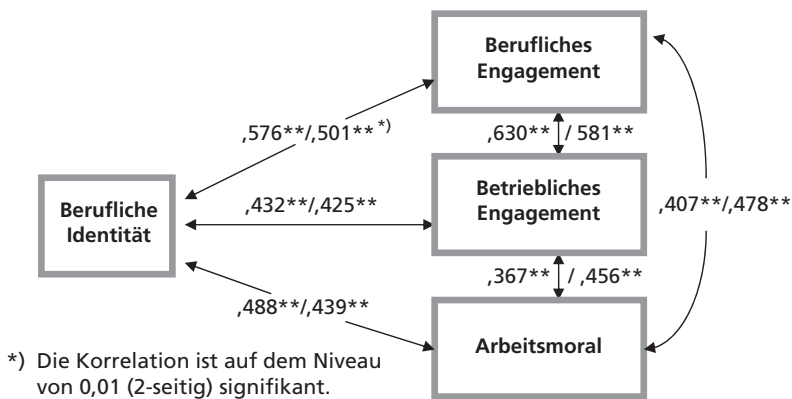 Berufliches
Engagement
,576**/,501** *)
,630** / 581**
Berufliche
Identität
,432**/,425**
Betriebliches
Engagement
,407**/,478**
,367** / ,456**
,488**/,439**
Arbeitsmoral
*) Die Korrelation ist auf dem Niveau
von 0,01 (2-seitig) signifikant.